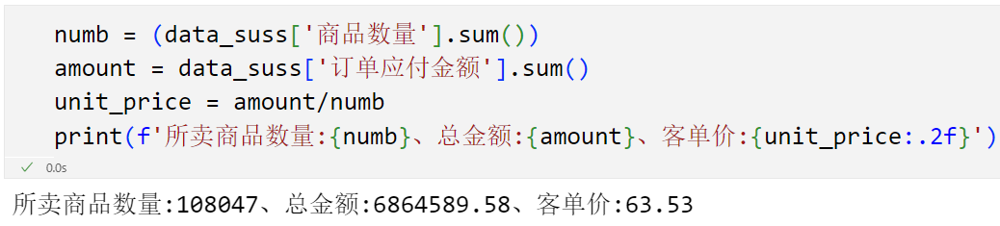 numb = (data_suss['商品数量'].sum())
amount = data_suss['订单应付金额'].sum()
unit_price = amount/numb
print(f'所卖商品数量:{numb}、总金额:{amount}、客单价:{unit_price:.2f}')
✓ 0.0s
所卖商品数量:108047、总金额:6864589.58、客单价:63.53